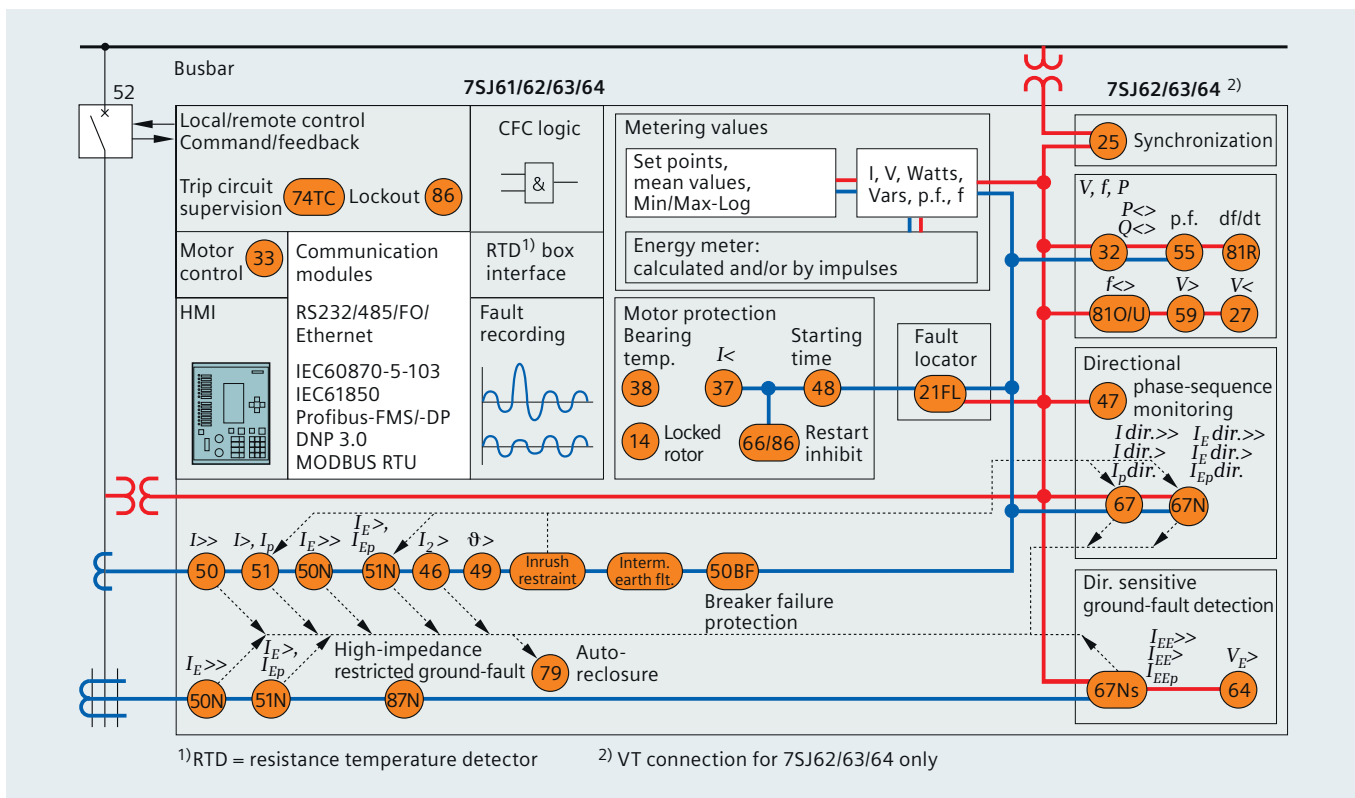 Busbar
52
7SJ61/62/63/64
7SJ62/63/64 2)
Local/remote control
Command/feedback
Trip circuit
supervision
74TC
Lockout
86
CFC logic
&
Metering values
Set points,
mean values,
Min/Max-Log
I, V, Watts,
Vars, p.f., f
Energy meter:
calculated and/or by impulses
25
Synchronization
V, f, P
P<>
Q<>
p.f.
df/dt
32
55
81R
f<>
V>
V<
81O/U
59
27
Motor
control
33
Communication
modules
RS232/485/FO/
Ethernet
IEC60870-5-103
IEC61850
Profibus-FMS/-DP
DNP 3.0
MODBUS RTU
RTD1) box
interface
HMI
Fault
recording
Motor protection
Bearing
temp.
I<
Starting
time
38
37
48
14
Locked
rotor
66/86
Restart
inhibit
Fault
locator
21FL
Directional
phase-sequence
monitoring
47
I dir.>>
I dir.>
Ip dir.
IE dir.>>
IE dir.>
IEp dir.
67
67N
I>>
I>, Ip
IE>>
IE>,
IEp
I2>
ϑ>
50
51
50N
51N
46
49
Inrush
restraint
Interm.
earth flt.
50BF
Breaker failure
protection
Dir. sensitive
ground-fault detection
IEE>>
IEE>
IEEp
VE>
67Ns
64
IE>>
IE>,
IEp
High-impedance
restricted ground-fault
79
Auto-
reclosure
50N
51N
87N
1)RTD = resistance temperature detector
2) VT connection for 7SJ62/63/64 only